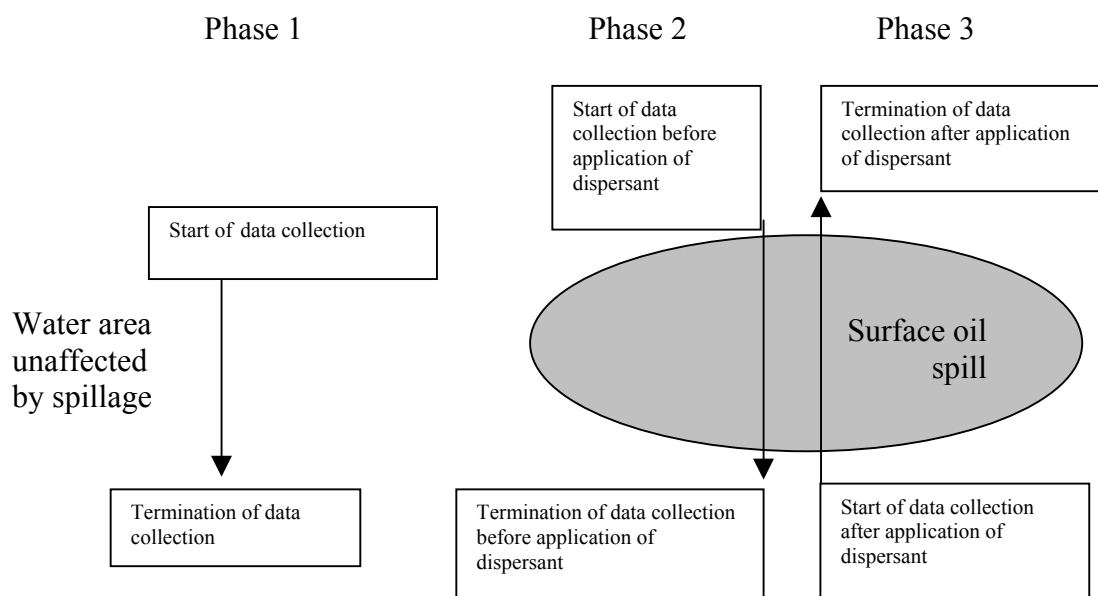 Phase 1
Phase 2
Phase 3
Start of data
collection before
application of
dispersant
Termination of data
collection after application
of dispersant
Start of data collection
Water area
unaffected
by spillage
Surface oil
spill
Termination of data
collection
Termination of data collection
before application of
dispersant
Start of data collection
after application of
dispersant